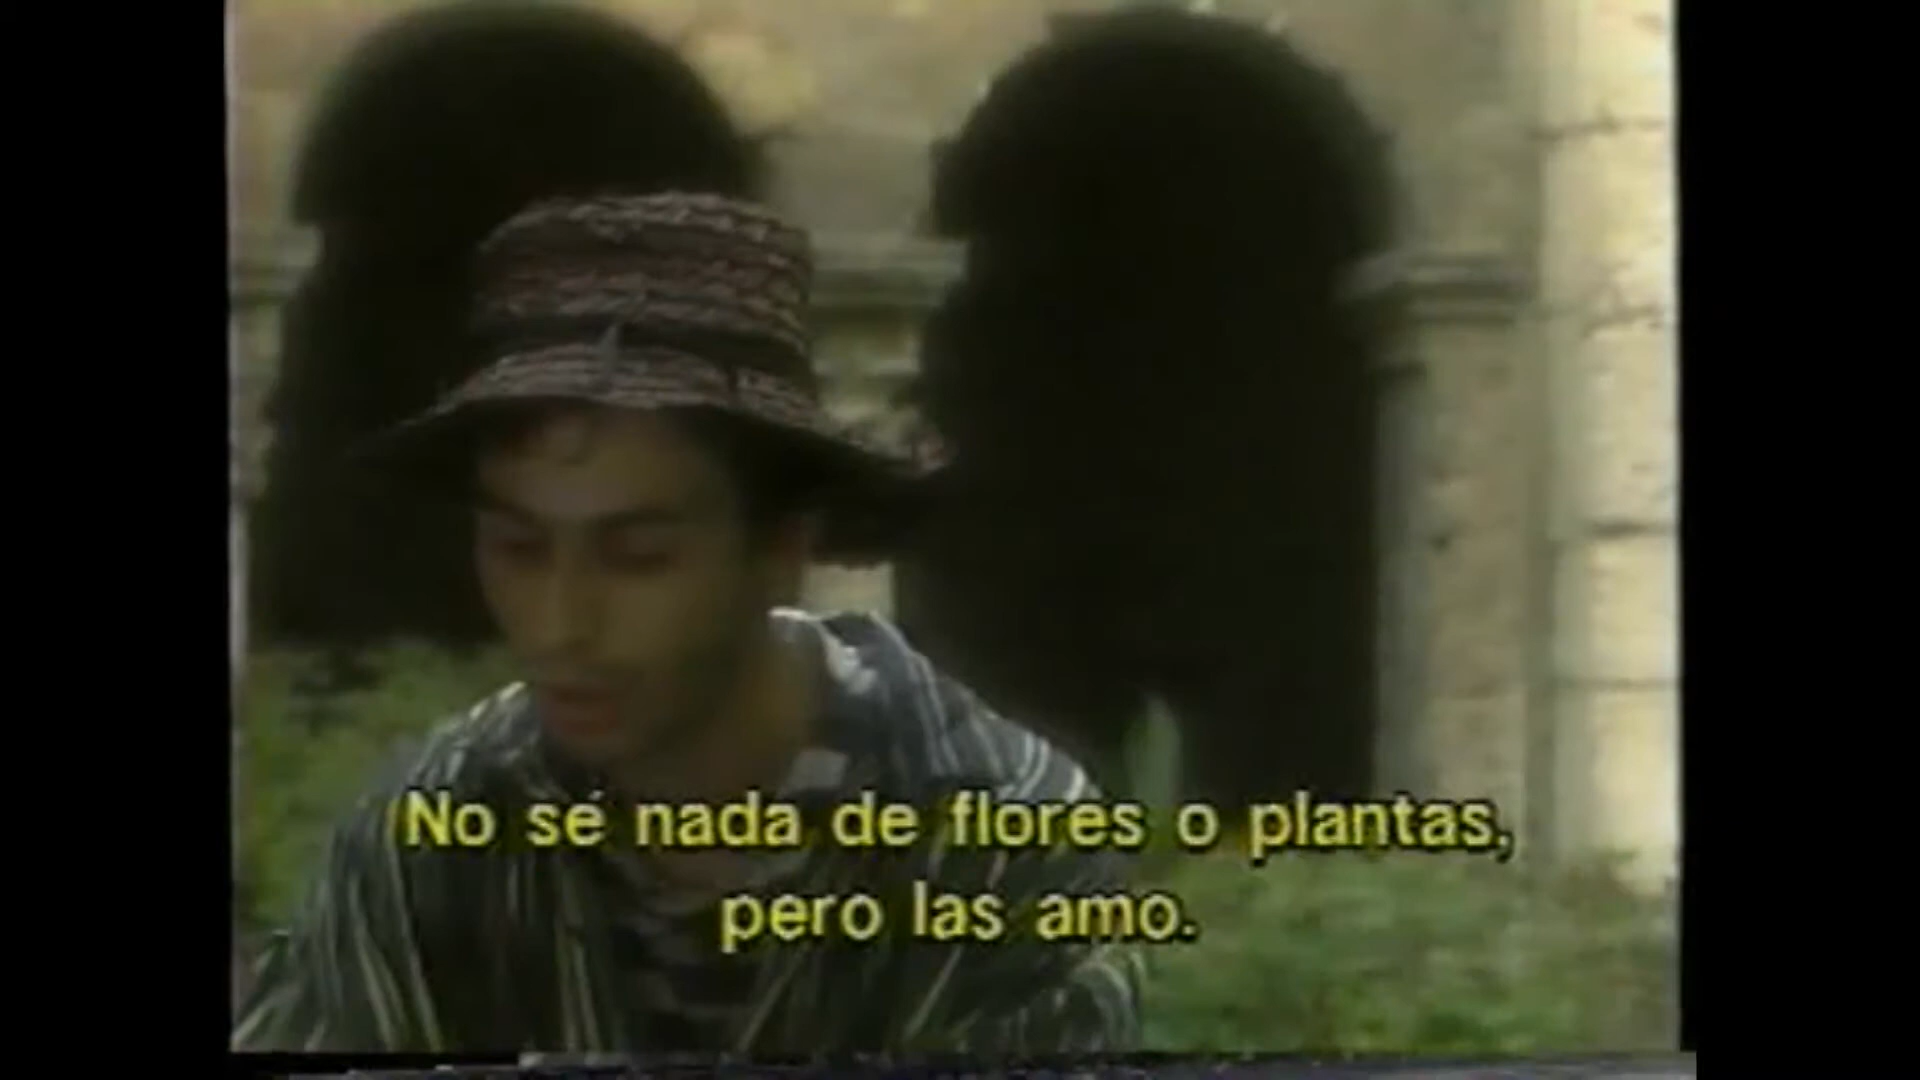 No sé nada de flores o plantas,
pero las amo.